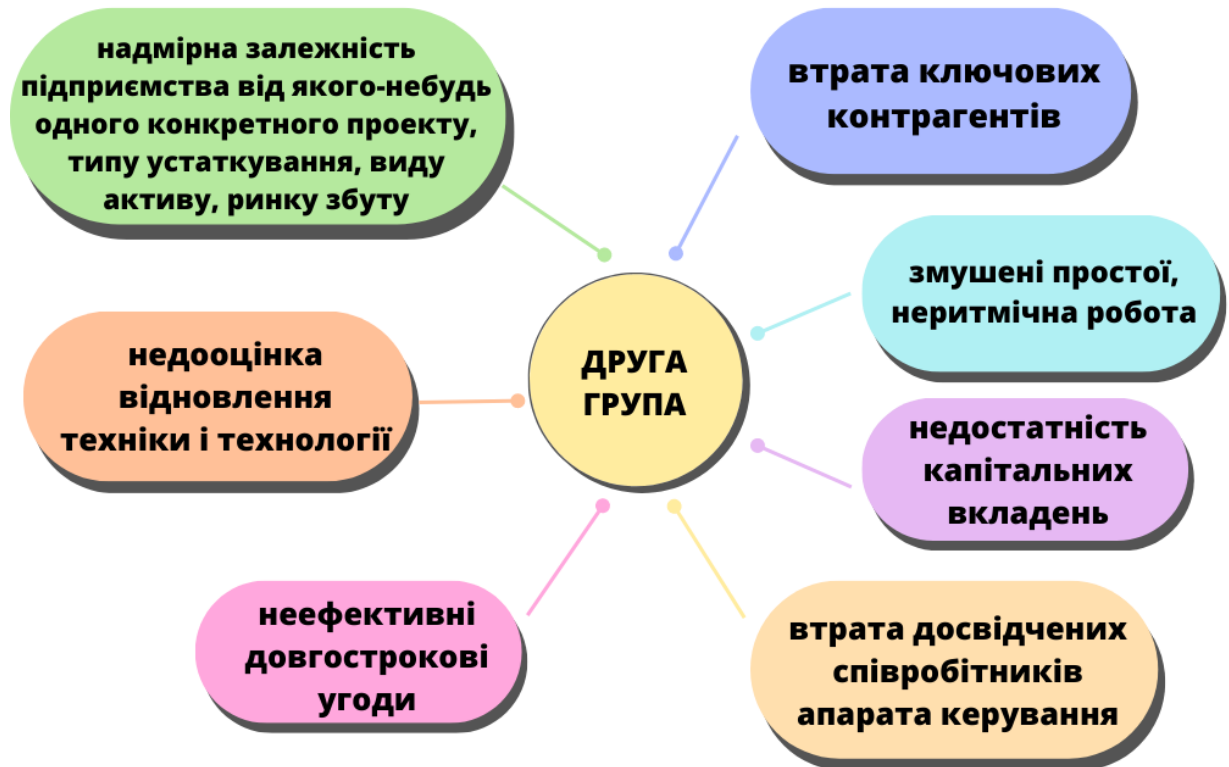 надмірна залежність
підприємства від якого-небудь
одного конкретного проекту,
типу устаткування, виду
активу, ринку збуту
втрата ключових
контрагентів
змушені простої,
неритмічна робота
недооцінка
відновлення
техніки і технології
ДРУГА
ГРУПА
недостатність
капітальних
вкладень
неефективні
довгострокові
угоди
втрата досвідчених
співробітників
апарата керування